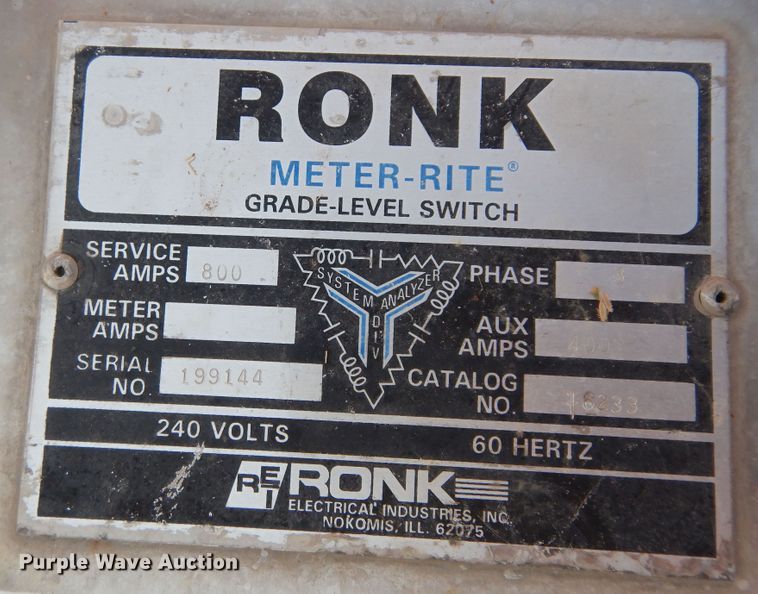 RONK
METER-RITE®
GRADE-LEVEL SWITCH
SERVICE AMPS 800
PHASE
METER AMPS
AUX AMPS 400
SERIAL NO. 199144
CATALOG NO.
SYSTEM ANALYZER DIV
240 VOLTS
60 HERTZ
REI RONK
ELECTRICAL INDUSTRIES, INC.
NOKOMIS, ILL. 62075
Purple Wave Auction